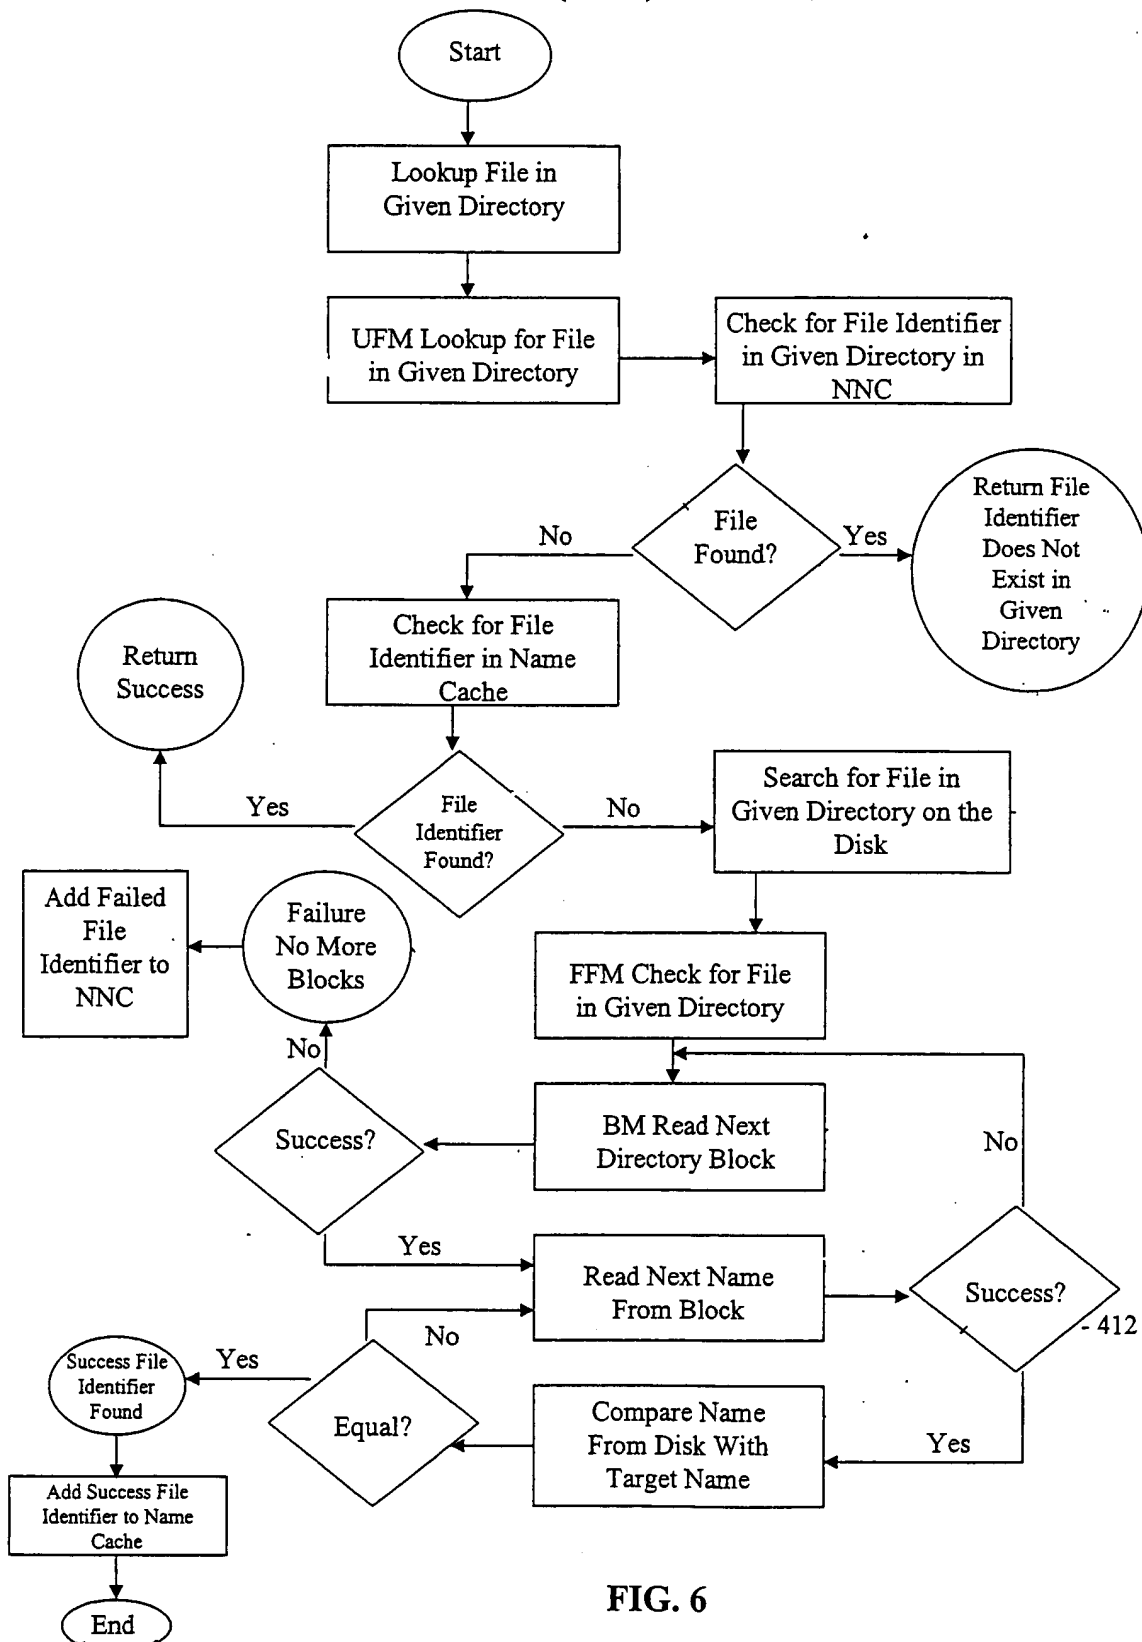 Start
Lookup File in
Given Directory
UFM Lookup for File
in Given Directory
Check for File Identifier
in Given Directory in
NNC
File
Found?
No
Yes
Return File
Identifier
Does Not
Exist in
Given
Directory
Check for File
Identifier in Name
Cache
Return
Success
File
Identifier
Found?
Yes
No
Search for File in
Given Directory on the
Disk
Add Failed
File
Identifier to
NNC
Failure
No More
Blocks
FFM Check for File
in Given Directory
No
Success?
BM Read Next
Directory Block
No
Yes
Read Next Name
From Block
Success?
- 412
No
Success File
Identifier
Found
Yes
Equal?
Compare Name
From Disk With
Target Name
Yes
Add Success File
Identifier to Name
Cache
End
FIG. 6